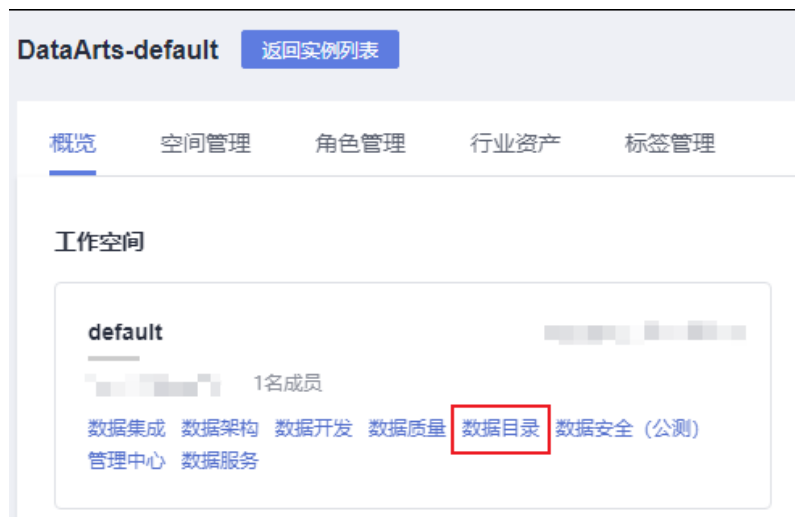 DataArts-default 返回实例列表
概览 空间管理 角色管理 行业资产 标签管理
工作空间
default
1名成员
数据集成 数据架构 数据开发 数据质量 数据目录 数据安全（公测）
管理中心 数据服务